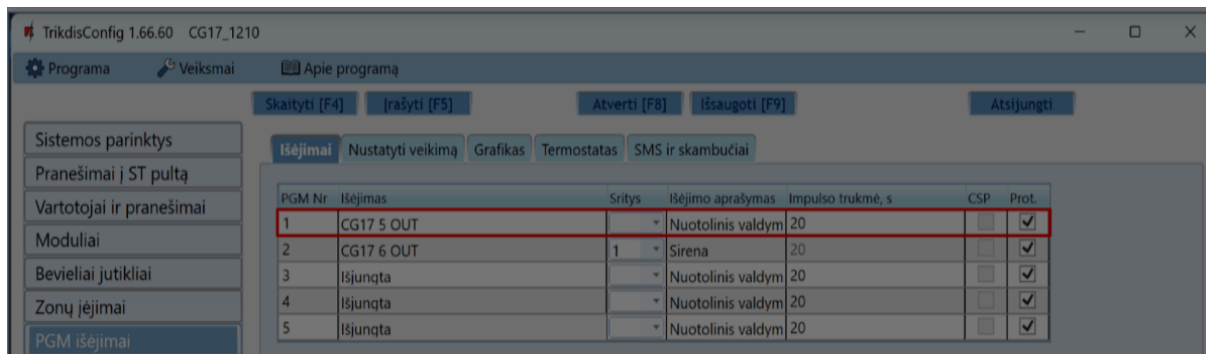 TrikdisConfig 1.66.60 CG17_1210
Programa Veiksmai Apie programą
Skaityti [F4] Įrašyti [F5] Atverti [F8] Išsaugoti [F9] Atsijungti
Sistemos parinktys
Pranešimai į ST pultą
Vartotojai ir pranešimai
Moduliai
Bevieliai jutikliai
Zonų įėjimai
PGM išėjimai
Išėjimai Nustatyti veikimą Grafikas Termostatas SMS ir skambučiai
PGM Nr Išėjimas Sritys Išėjimo aprašymas Impulso trukmė, s CSP Prot.
1 CG17 5 OUT Nuotolinis valdym 20
2 CG17 6 OUT 1 Sirena 20
3 Išjungta Nuotolinis valdym 20
4 Išjungta Nuotolinis valdym 20
5 Išjungta Nuotolinis valdym 20